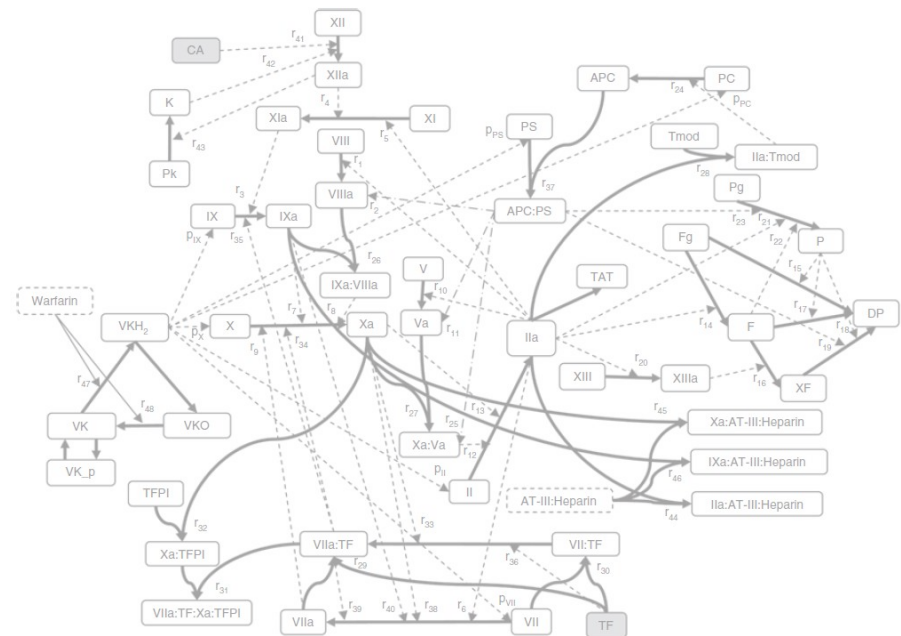 XII
r41
CA
r42
XIIa
APC
PC
r24
K
r4
pPC
XIa
XI
PS
r43
r5
pPS
Tmod
VIII
IIa:Tmod
Pk
r1
r28
r3
VIIIa
r37
Pg
r2
APC:PS
r21
IX
IXa
r23
pIX
r35
r22
P
Fg
r26
V
r15
IXa:VIIIa
TAT
r10
Warfarin
r7
r8
Xa
r17
VKH2
pX
X
Va
r11
r14
F
r18
DP
r9
r34
IIa
r19
r20
XIII
XIIIa
r16
XF
r47
r48
r27
r13
r45
VK
VKO
r25
Xa:AT-III:Heparin
Xa:Va
r12
VK_p
pII
IXa:AT-III:Heparin
r46
TFPI
II
AT-III:Heparin
IIa:AT-III:Heparin
r44
r32
r33
Xa:TFPI
VIIa:TF
VII:TF
r36
r29
r30
r31
pVII
VIIa:TF:Xa:TFPI
VIIa
r39
r40
r38
r6
VII
TF